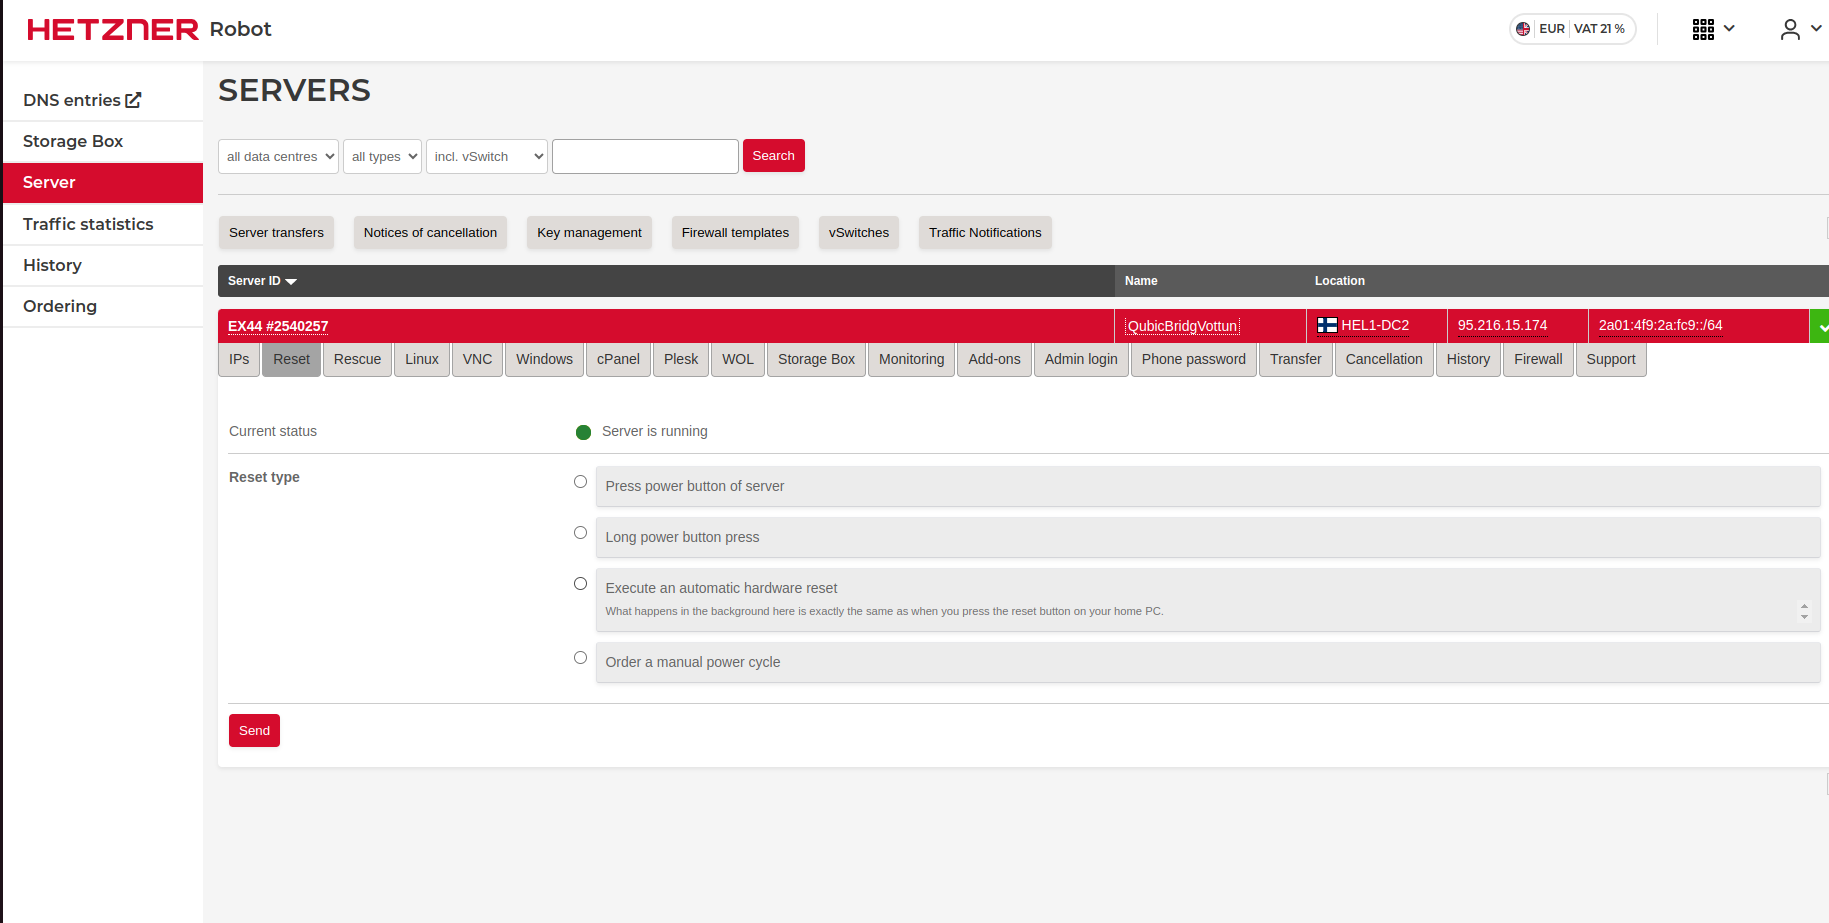 HETZNER Robot
EUR VAT 21 %
DNS entries
Storage Box
Server
Traffic statistics
History
Ordering
SERVERS
all data centres all types incl. vSwitch Search
Server transfers Notices of cancellation Key management Firewall templates vSwitches Traffic Notifications
Server ID Name Location
EX44 #2540257 QubicBridgVottun HEL1-DC2 95.216.15.174 2a01:4f9:2a:fc9::/64
IPs Reset Rescue Linux VNC Windows cPanel Plesk WOL Storage Box Monitoring Add-ons Admin login Phone password Transfer Cancellation History Firewall Support
Current status Server is running
Reset type
Press power button of server
Long power button press
Execute an automatic hardware reset
What happens in the background here is exactly the same as when you press the reset button on your home PC.
Order a manual power cycle
Send